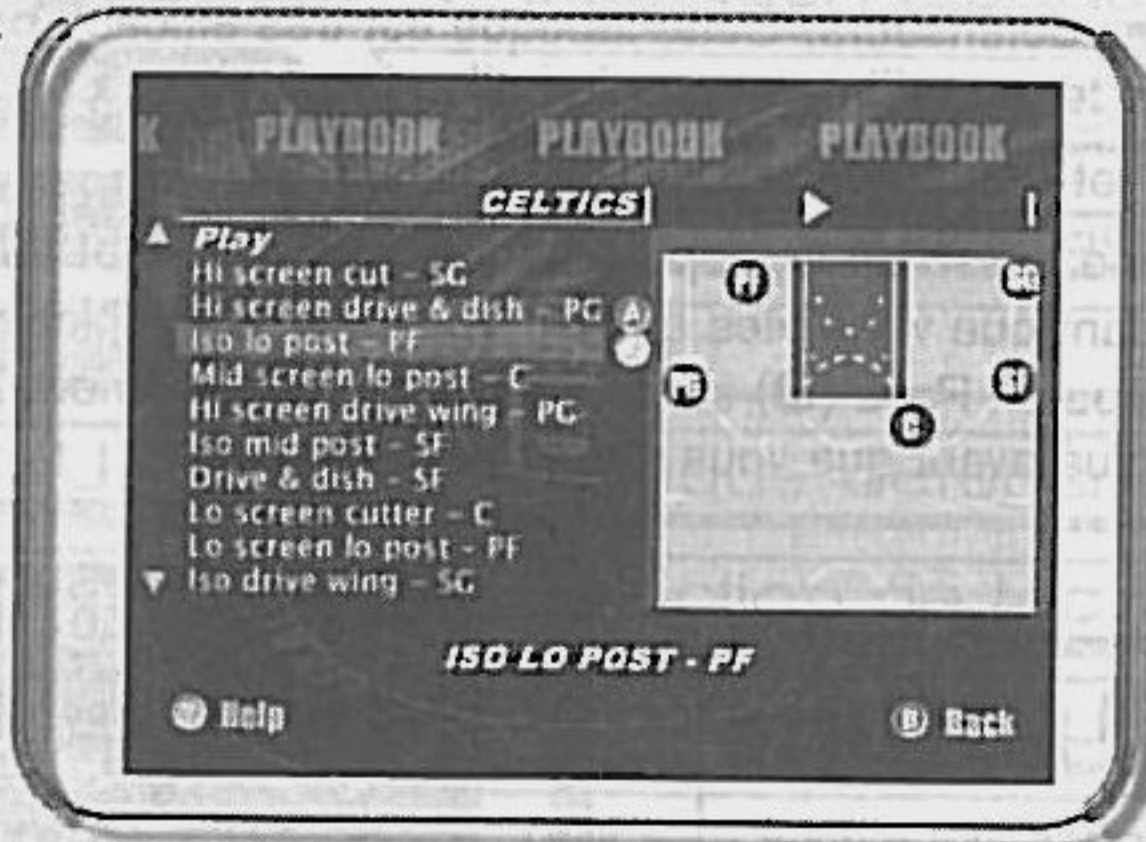 PLAYBOOK PLAYBOOK PLAYBOOK
CELTICS
Play
Hi screen cut – SG
Hi screen drive & dish – PG A
Iso lo post – PF
Mid screen lo post – C
Hi screen drive wing – PG
Iso mid post – SF
Drive & dish – SF
Lo screen cutter – C
Lo screen lo post – PF
Iso drive wing – SG
PF SG
PG SF
C
ISO LO POST - PF
Help B Back